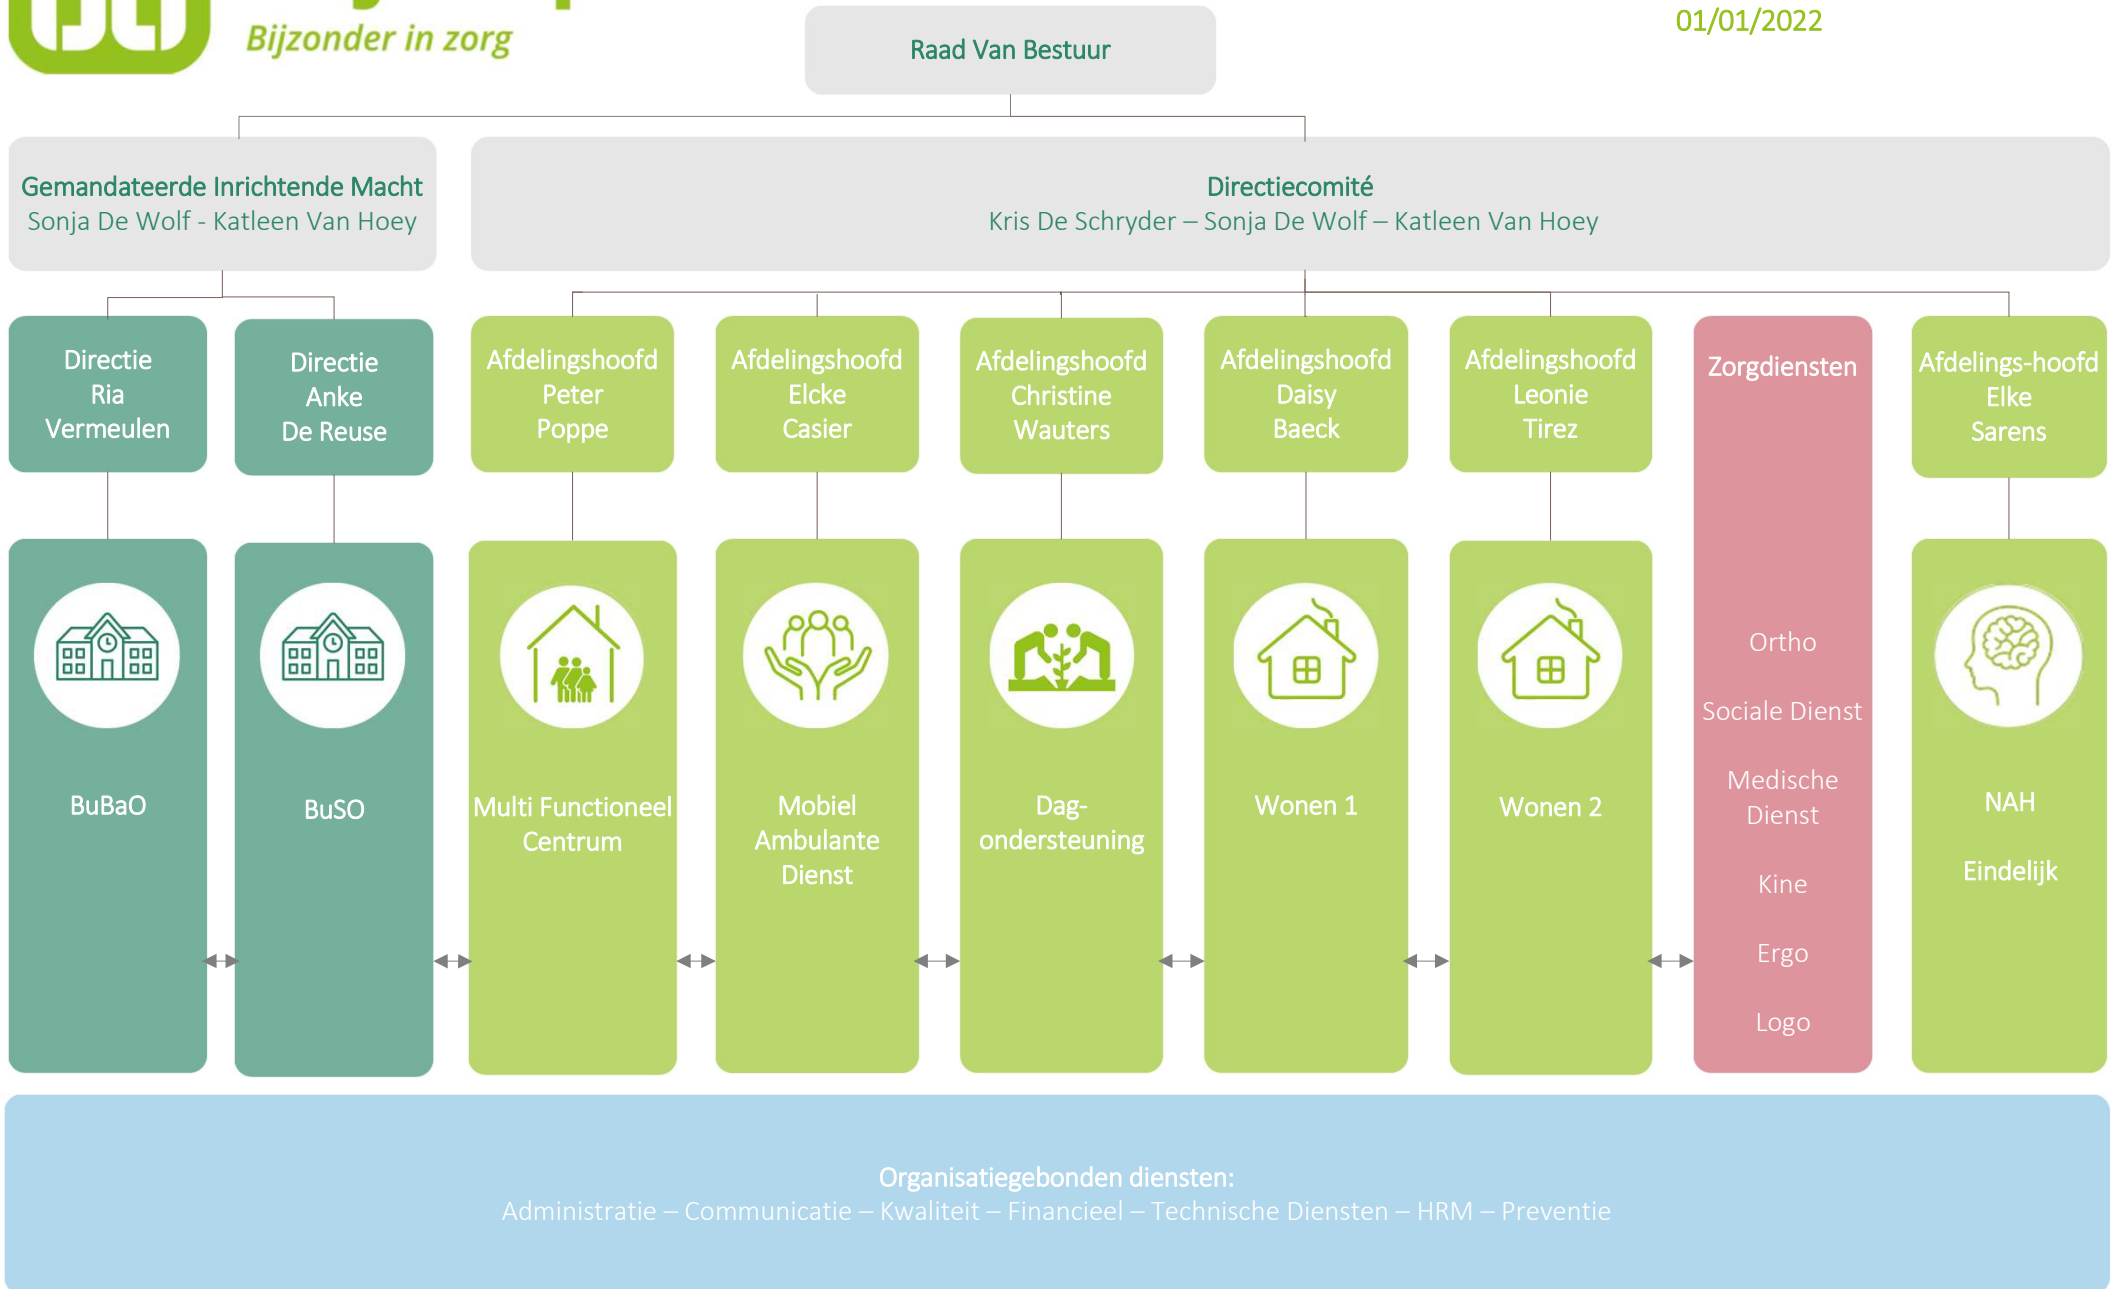 Bijzonder in zorg
01/01/2022
Raad Van Bestuur
Gemandateerde Inrichtende Macht
Sonja De Wolf - Katleen Van Hoey
Directiecomité
Kris De Schryder – Sonja De Wolf – Katleen Van Hoey
Directie
Ria
Vermeulen
Directie
Anke
De Reuse
Afdelingshoofd
Peter
Poppe
Afdelingshoofd
Elcke
Casier
Afdelingshoofd
Christine
Wauters
Afdelingshoofd
Daisy
Baeck
Afdelingshoofd
Leonie
Tirez
Zorgdiensten
Afdelings-hoofd
Elke
Sarens
BuBaO
BuSO
Multi Functioneel
Centrum
Mobiel
Ambulante
Dienst
Dag-
ondersteuning
Wonen 1
Wonen 2
Ortho
Sociale Dienst
Medische
Dienst
Kine
Ergo
Logo
NAH
Eindelijk
Organisatiegebonden diensten:
Administratie – Communicatie – Kwaliteit – Financieel – Technische Diensten – HRM – Preventie